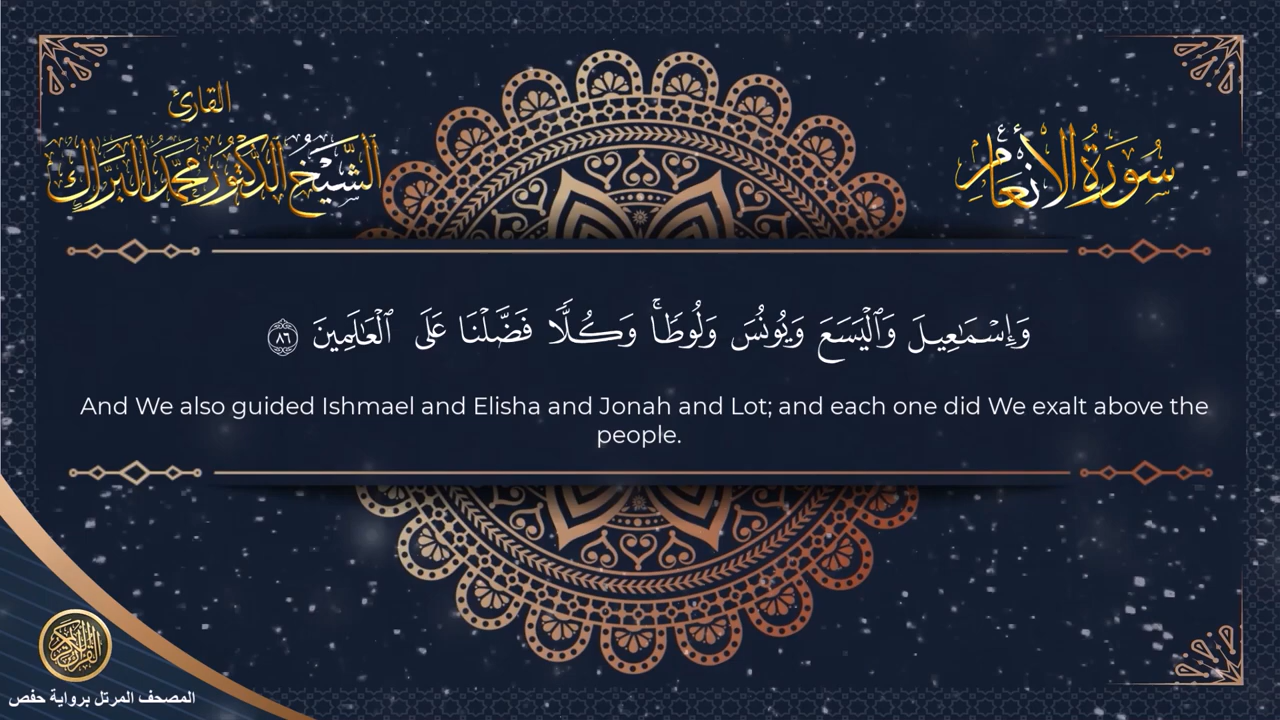 القارئ
الشيخ الدكتور محمد البراك
سورة الأنعام
وَإِسْمَٰعِيلَ وَٱلْيَسَعَ وَيُونُسَ وَلُوطًۭا ۚ وَكُلًّۭا فَضَّلْنَا عَلَى ٱلْعَٰلَمِينَ ٨٦
And We also guided Ishmael and Elisha and Jonah and Lot; and each one did We exalt above the
people.
القرآن الكريم
المصحف المرتل برواية حفص